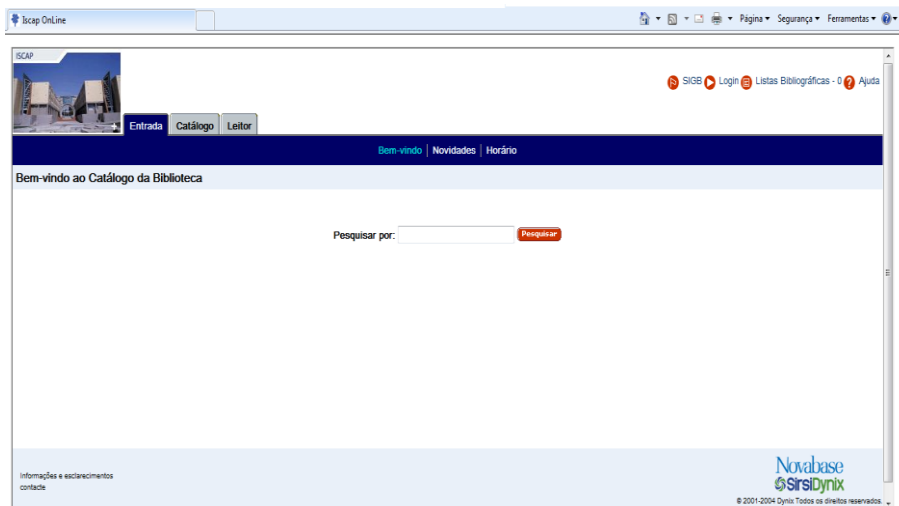 Iscap OnLine
Página Segurança Ferramentas
ISCAP
SIGB Login Listas Bibliográficas - 0 Ajuda
Entrada Catálogo Leitor
Bem-vindo | Novidades | Horário
Bem-vindo ao Catálogo da Biblioteca
Pesquisar por: Pesquisar
Informações e esclarecimentos
contacte
Novabase
SirsiDynix
© 2001-2004 Dynix Todos os direitos reservados.